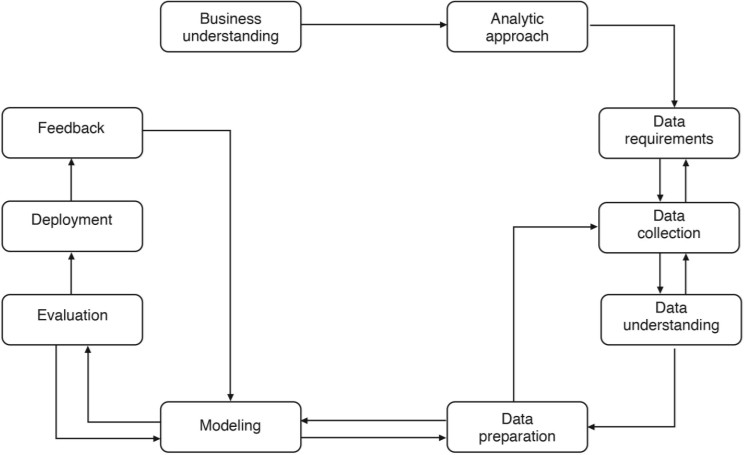 Business
understanding
Analytic
approach
Feedback
Data
requirements
Deployment
Data
collection
Evaluation
Data
understanding
Modeling
Data
preparation